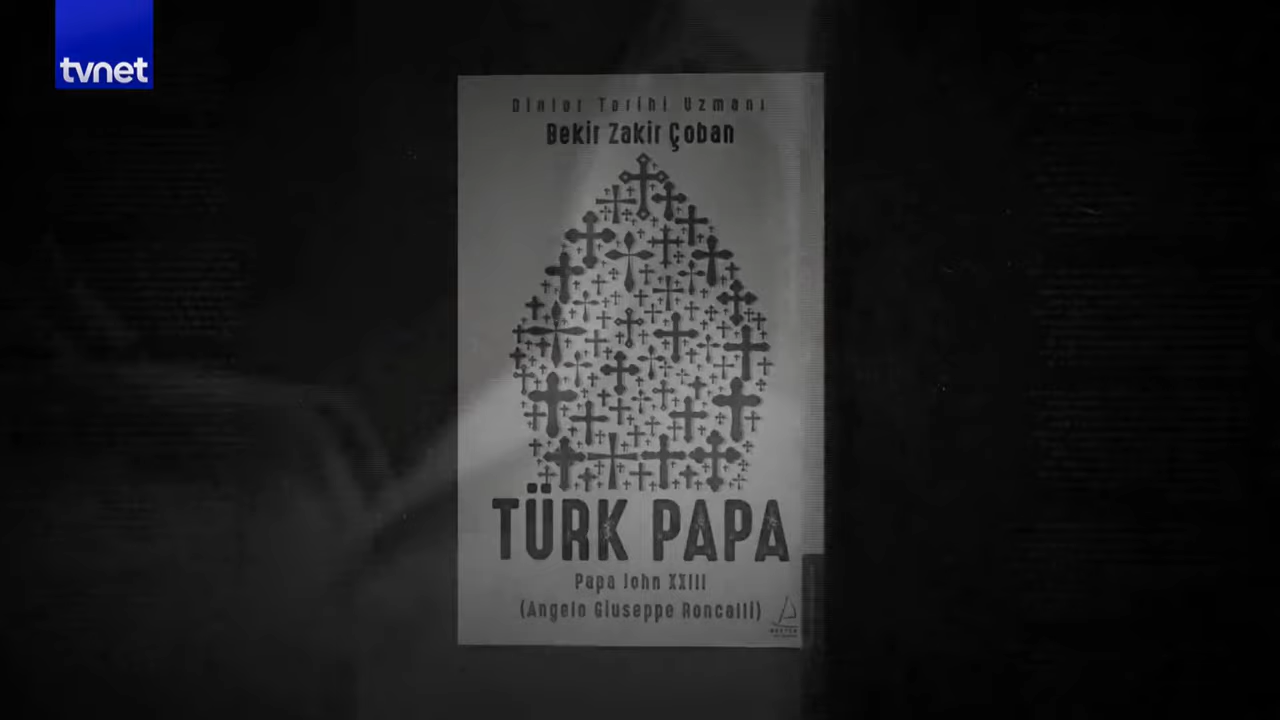 tvnet
Dinler Tarihi Uzmanı
Bekir Zakir Çoban
TÜRK PAPA
Papa John XXIII
(Angelo Giuseppe Roncalli)